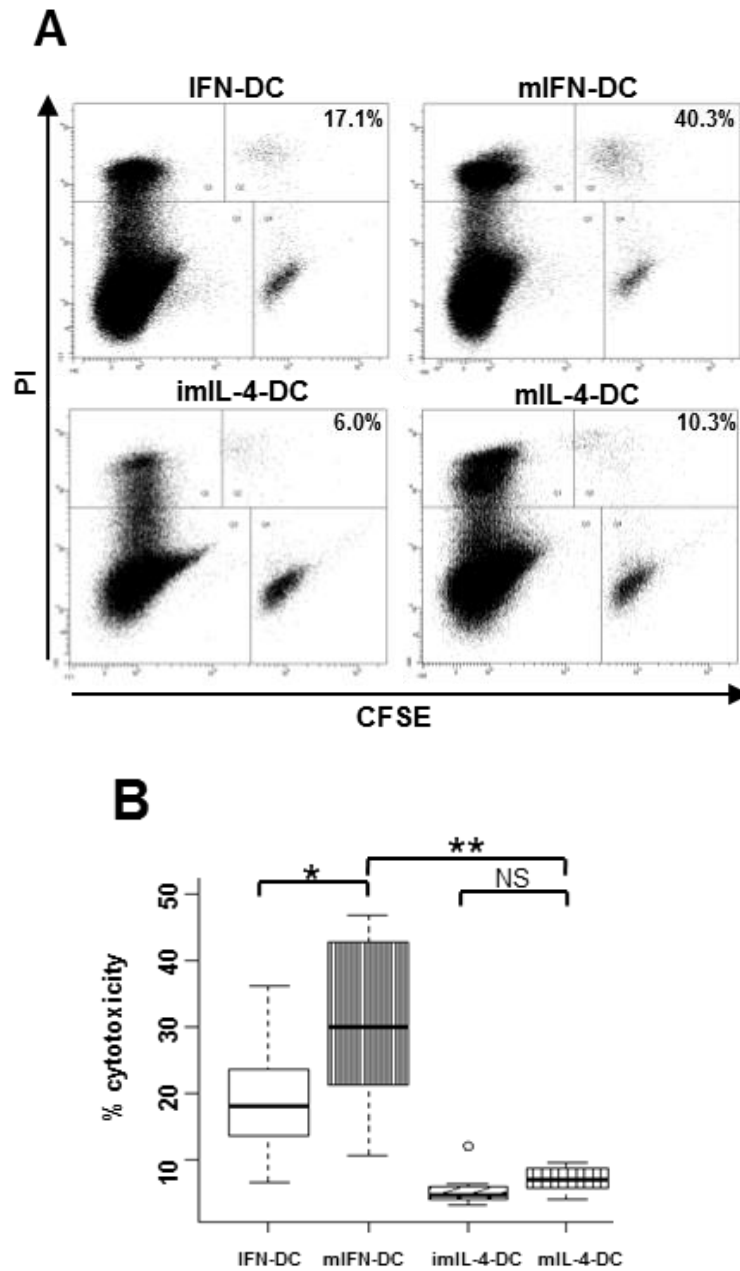 A
IFN-DC
mIFN-DC
17.1%
40.3%
imIL-4-DC
mIL-4-DC
6.0%
10.3%
PI
CFSE
B
**
*
NS
50
40
30
20
10
% cytotoxicity
IFN-DC mIFN-DC imIL-4-DC mIL-4-DC